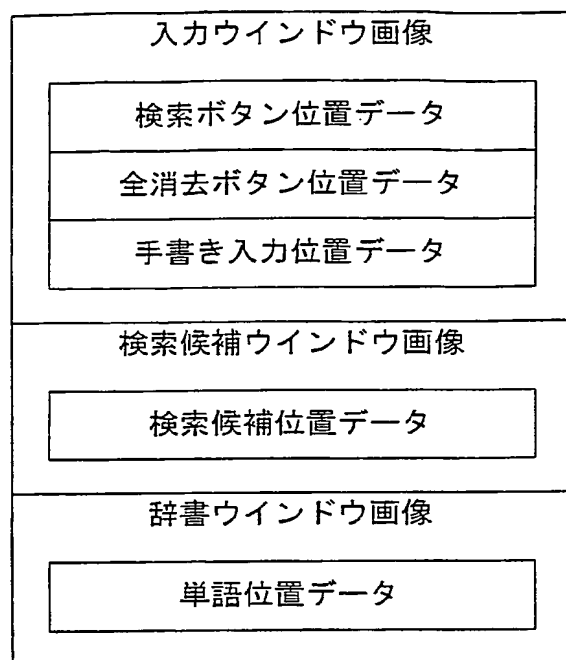 入力ウインドウ画像
検索ボタン位置データ
全消去ボタン位置データ
手書き入力位置データ
検索候補ウインドウ画像
検索候補位置データ
辞書ウインドウ画像
単語位置データ